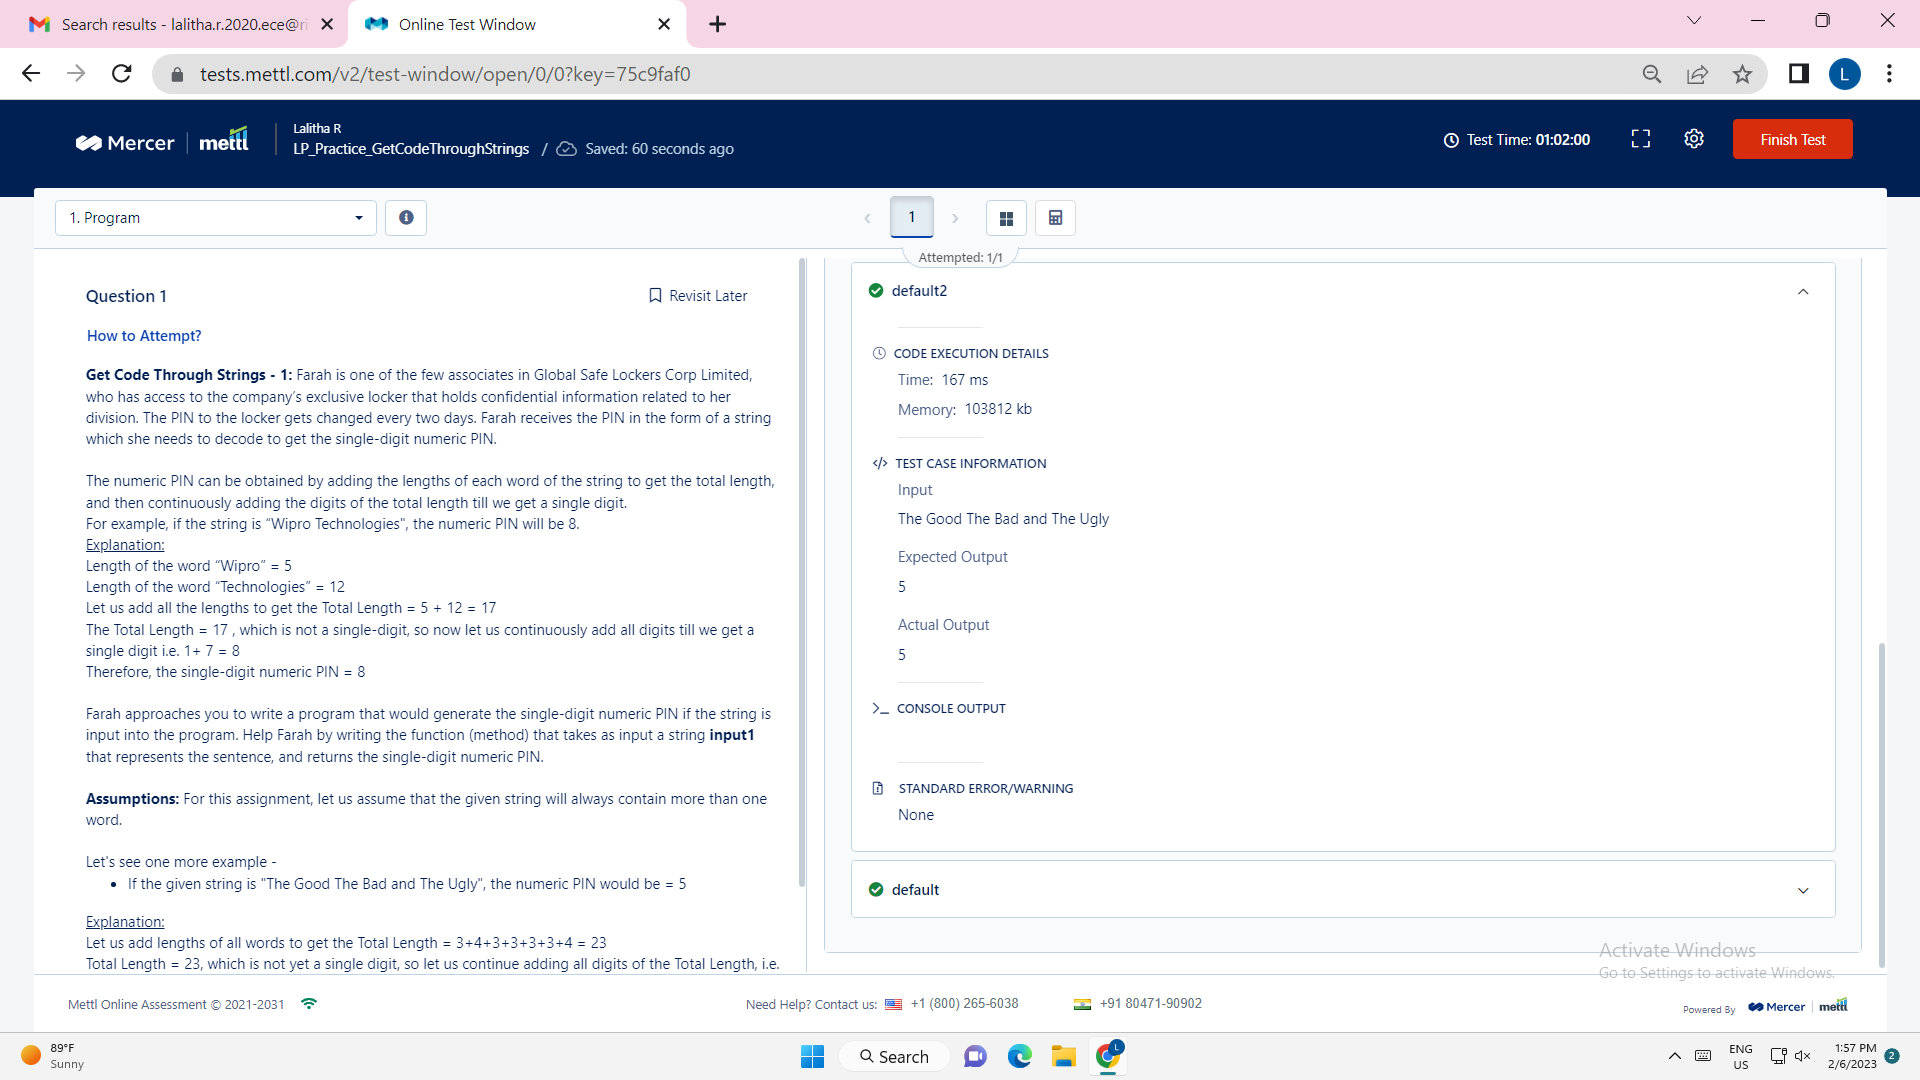 Search results - lalitha.r.2020.ece@ri
Online Test Window
tests.mettl.com/v2/test-window/open/0/0?key=75c9faf0
L
Mercer
mettl
Lalitha R
LP_Practice_GetCodeThroughStrings / Saved: 60 seconds ago
Test Time: 01:02:00
Finish Test
1. Program
1
Attempted: 1/1
Question 1
Revisit Later
How to Attempt?
Get Code Through Strings - 1: Farah is one of the few associates in Global Safe Lockers Corp Limited,
who has access to the company's exclusive locker that holds confidential information related to her
division. The PIN to the locker gets changed every two days. Farah receives the PIN in the form of a string
which she needs to decode to get the single-digit numeric PIN.
The numeric PIN can be obtained by adding the lengths of each word of the string to get the total length,
and then continuously adding the digits of the total length till we get a single digit.
For example, if the string is "Wipro Technologies", the numeric PIN will be 8.
Explanation:
Length of the word "Wipro" = 5
Length of the word "Technologies" = 12
Let us add all the lengths to get the Total Length = 5 + 12 = 17
The Total Length = 17 , which is not a single-digit, so now let us continuously add all digits till we get a
single digit i.e. 1+ 7 = 8
Therefore, the single-digit numeric PIN = 8
Farah approaches you to write a program that would generate the single-digit numeric PIN if the string is
input into the program. Help Farah by writing the function (method) that takes as input a string input1
that represents the sentence, and returns the single-digit numeric PIN.
Assumptions: For this assignment, let us assume that the given string will always contain more than one
word.
Let's see one more example -
• If the given string is "The Good The Bad and The Ugly", the numeric PIN would be = 5
Explanation:
Let us add lengths of all words to get the Total Length = 3+4+3+3+3+3+4 = 23
Total Length = 23, which is not yet a single digit, so let us continue adding all digits of the Total Length, i.e.
default2
CODE EXECUTION DETAILS
Time: 167 ms
Memory: 103812 kb
</> TEST CASE INFORMATION
Input
The Good The Bad and The Ugly
Expected Output
5
Actual Output
5
>_ CONSOLE OUTPUT
STANDARD ERROR/WARNING
None
default
Activate Windows
Go to Settings to activate Windows.
Mettl Online Assessment © 2021-2031
Need Help? Contact us: +1 (800) 265-6038
+91 80471-90902
Powered By Mercer mettl
89°F
Sunny
Search
L
ENG
US
1:57 PM
2/6/2023
2